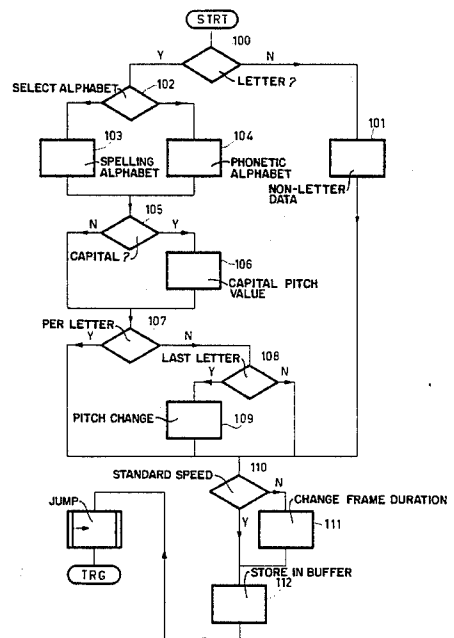 STRT
100
Y
N
LETTER ?
SELECT ALPHABET
102
101
103
104
SPELLING
ALPHABET
PHONETIC
ALPHABET
NON-LETTER
DATA
105
N
Y
CAPITAL ?
106
CAPITAL PITCH
VALUE
PER LETTER
107
Y
N
LAST LETTER
108
Y
N
PITCH CHANGE
109
STANDARD SPEED
110
N
JUMP
CHANGE FRAME DURATION
Y
111
TRG
STORE IN BUFFER
112